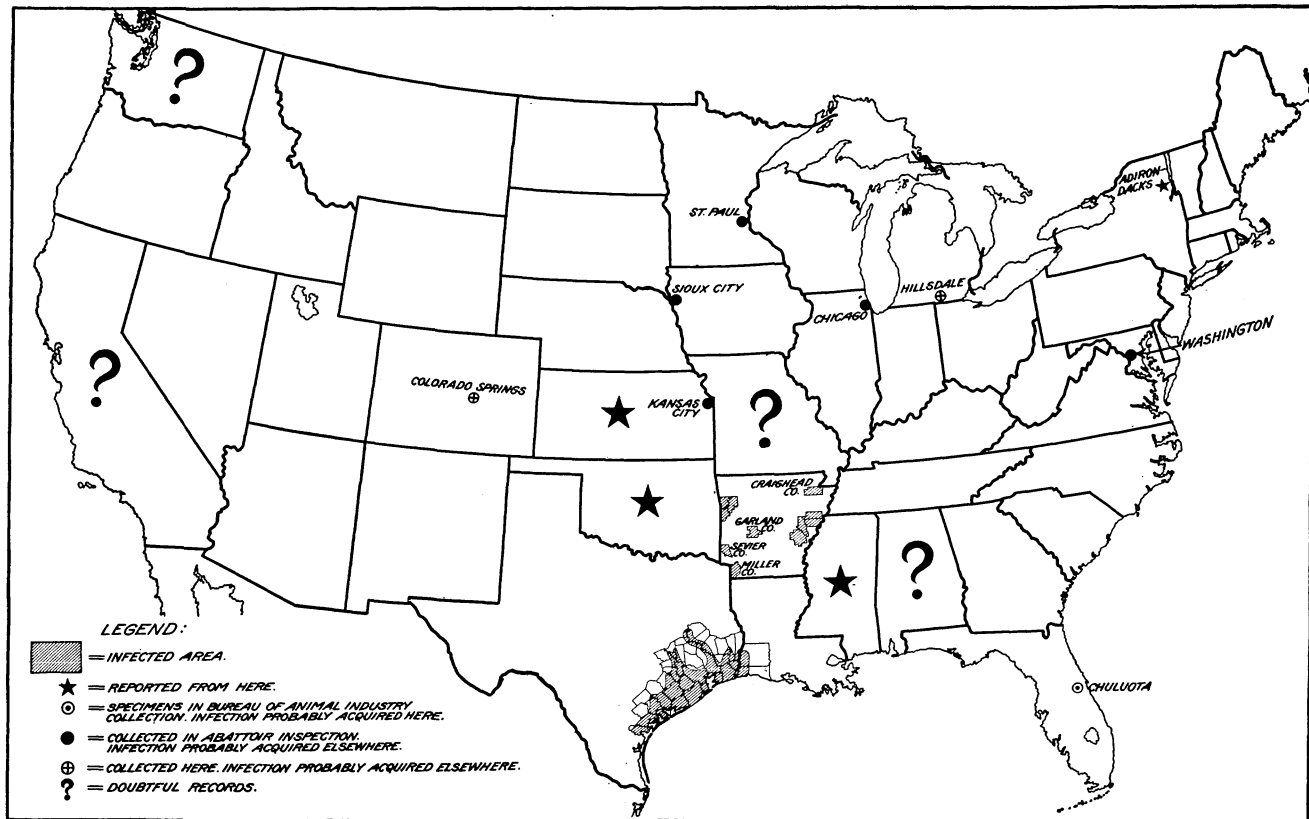 ?
ADIRON-
DACKS
ST. PAUL
SIOUX CITY
HILLSDALE
CHICAGO
WASHINGTON
?
COLORADO SPRINGS
KANSAS
CITY
?
CRAIGHEAD
CO.
GARLAND
CO.
SEVIER
CO.
MILLER
CO.
?
CHULUOTA
LEGEND:
= INFECTED AREA.
= REPORTED FROM HERE.
= SPECIMENS IN BUREAU OF ANIMAL INDUSTRY
COLLECTION. INFECTION PROBABLY ACQUIRED HERE.
= COLLECTED IN ABATTOIR INSPECTION.
INFECTION PROBABLY ACQUIRED ELSEWHERE.
= COLLECTED HERE. INFECTION PROBABLY ACQUIRED ELSEWHERE.
? = DOUBTFUL RECORDS.